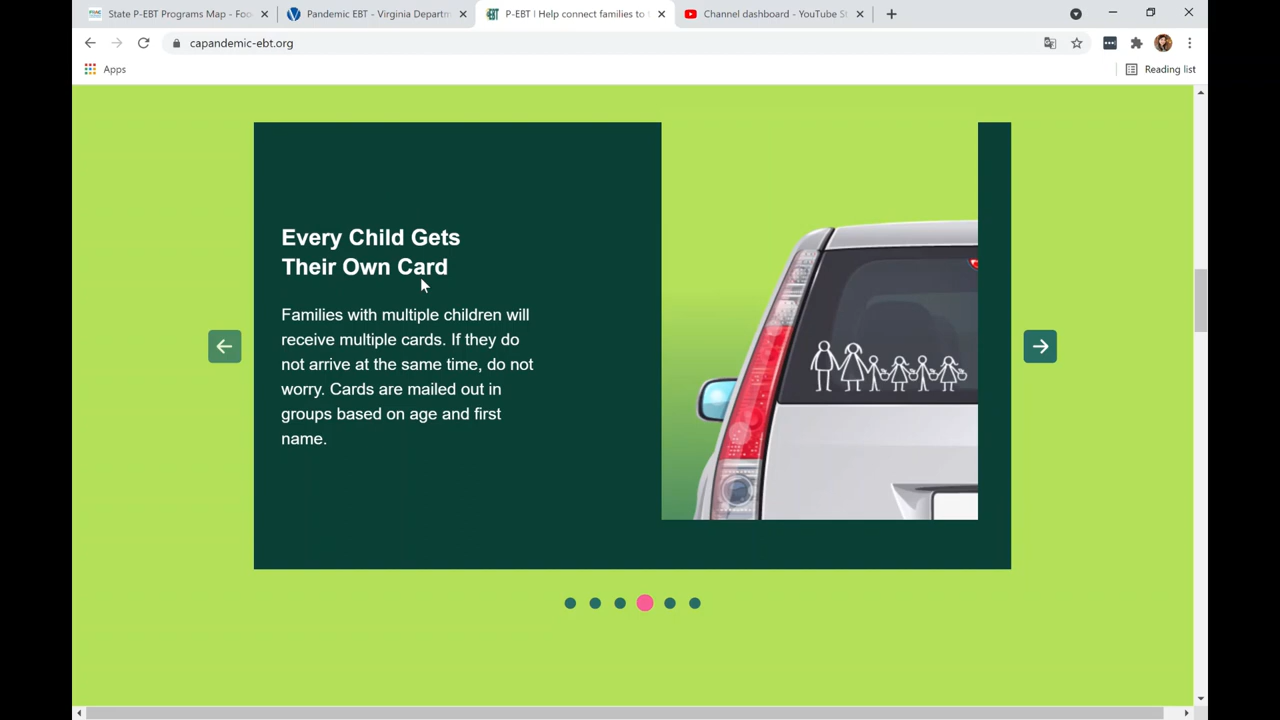 State P-EBT Programs Map - Foo
Pandemic EBT - Virginia Departm
P-EBT | Help connect families to t
Channel dashboard - YouTube St
capandemic-ebt.org
Apps
Reading list
Every Child Gets
Their Own Card
Families with multiple children will
receive multiple cards. If they do
not arrive at the same time, do not
worry. Cards are mailed out in
groups based on age and first
name.